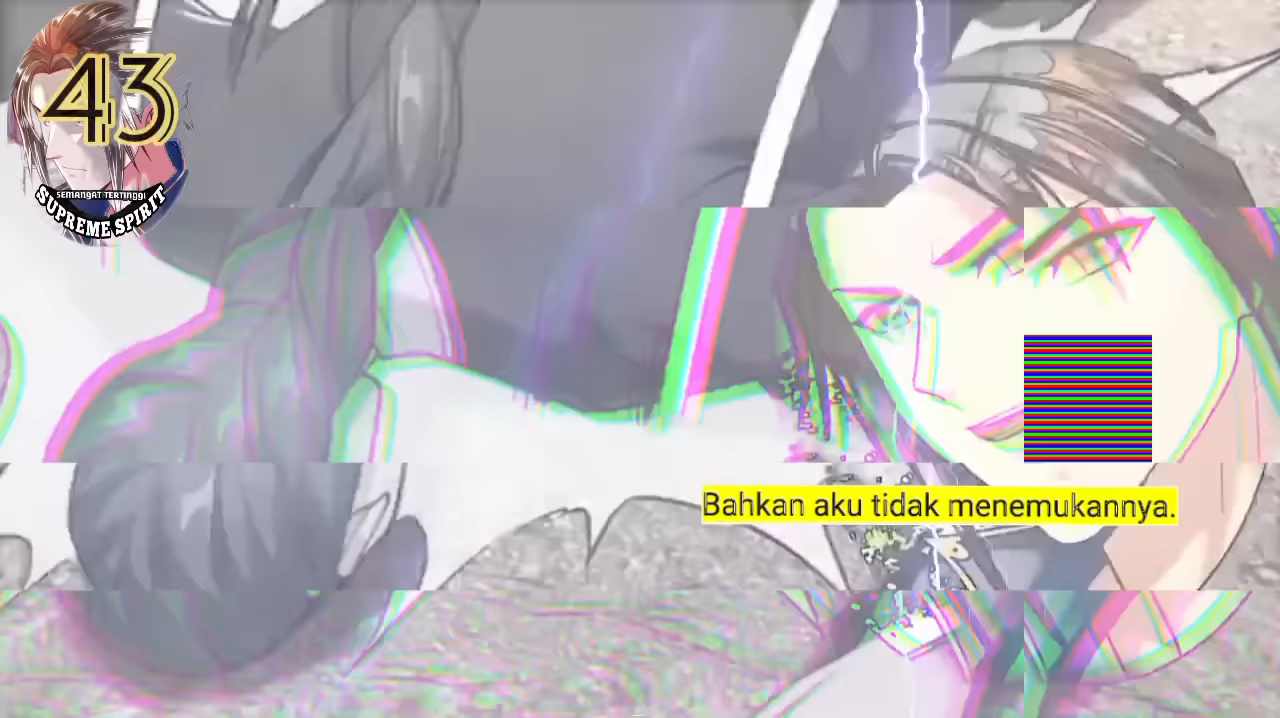 43
SEMANGAT TERTINGGI
SUPREME SPIRIT
Bahkan aku tidak menemukannya.